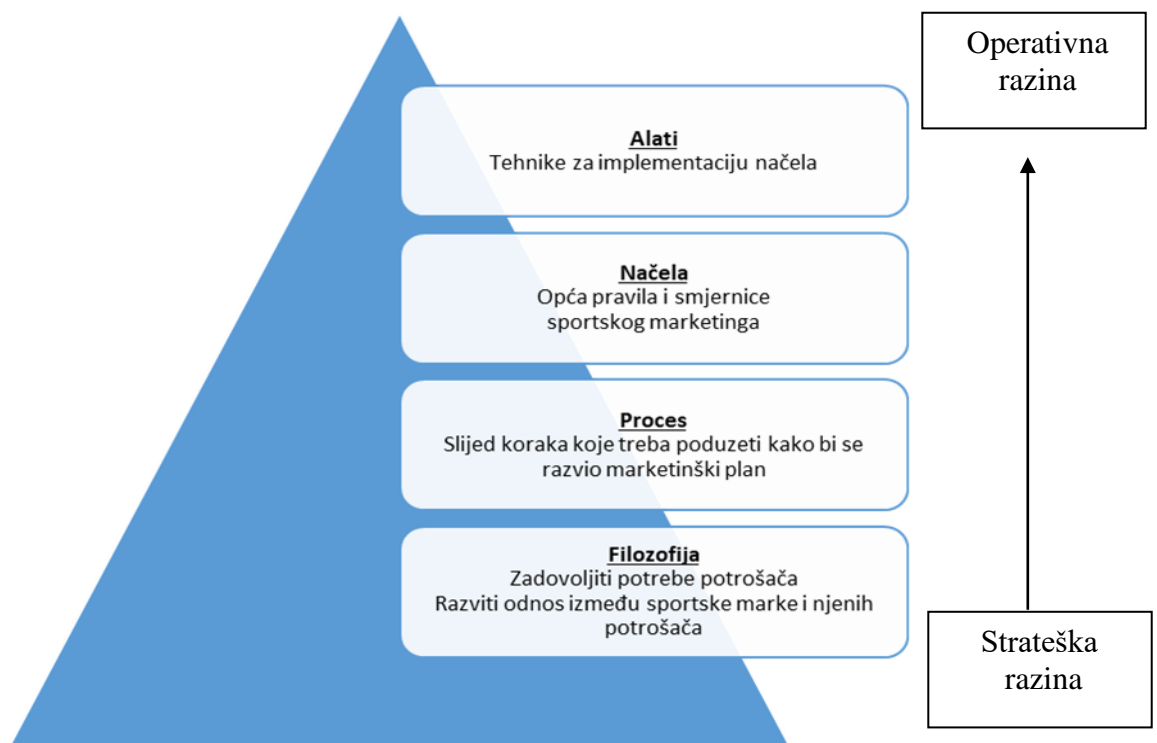 Operativna
razina
Alati
Tehnike za implementaciju načela
Načela
Opća pravila i smjernice
sportskog marketinga
Proces
Slijed koraka koje treba poduzeti kako bi se
razvio marketinški plan
Filozofija
Zadovoljiti potrebe potrošača
Razviti odnos između sportske marke i njenih
potrošača
Strateška
razina